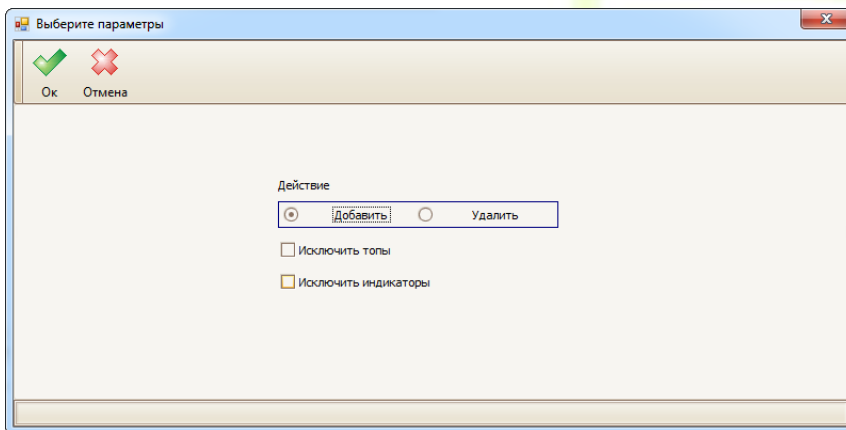 Выберите параметры
Ок Отмена
Действие
Добавить Удалить
Исключить топы
Исключить индикаторы